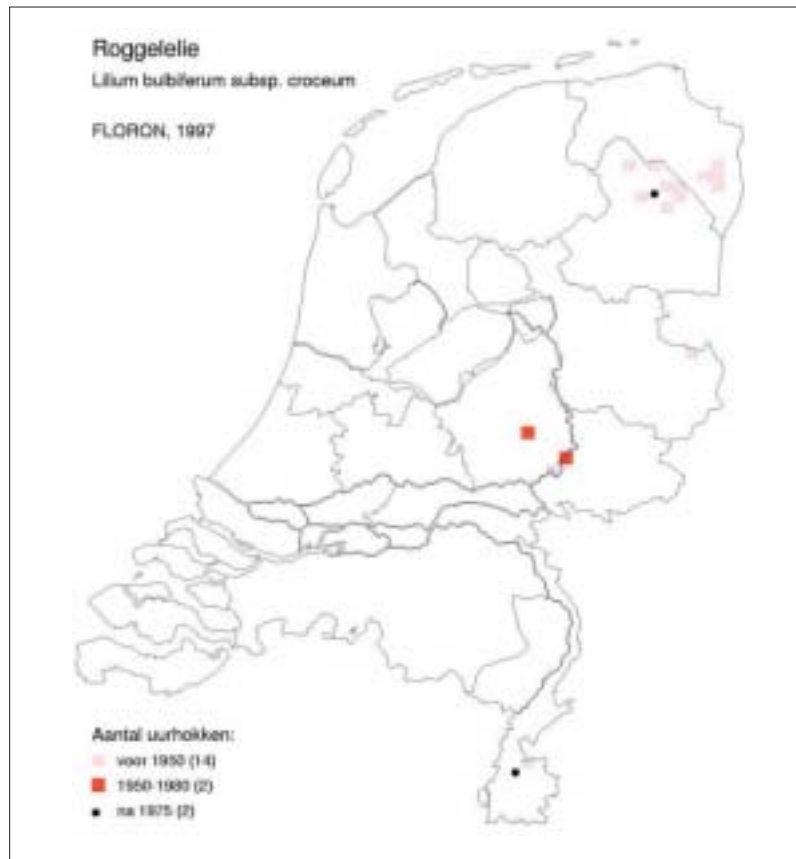 Roggelelie
Lilium bulbiferum subsp. croceum
FLORON, 1997
Aantal uurhokken:
voor 1950 (14)
1950-1980 (2)
na 1975 (2)